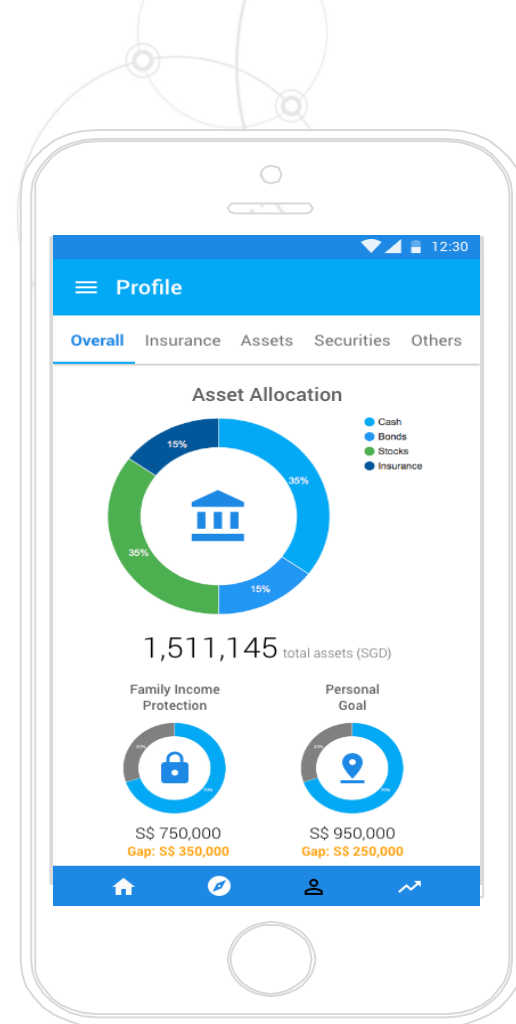 12:30
Profile
Overall Insurance Assets Securities Others
Asset Allocation
Cash
Bonds
Stocks
Insurance
15%
35%
35%
15%
1,511,145 total assets (SGD)
Family Income
Protection
Personal
Goal
S$ 750,000
Gap: S$ 350,000
S$ 950,000
Gap: S$ 250,000